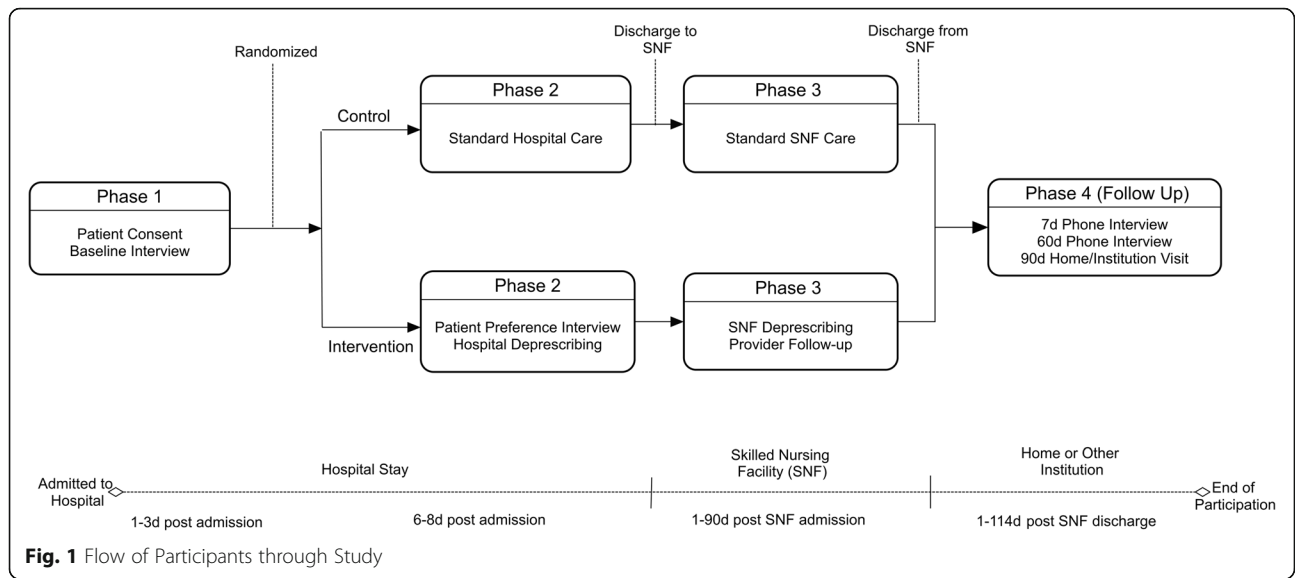 Randomized
Discharge to
SNF
Discharge from
SNF
Control
Phase 2
Standard Hospital Care
Phase 3
Standard SNF Care
Phase 1
Patient Consent
Baseline Interview
Phase 4 (Follow Up)
7d Phone Interview
60d Phone Interview
90d Home/Institution Visit
Intervention
Phase 2
Patient Preference Interview
Hospital Deprescribing
Phase 3
SNF Deprescribing
Provider Follow-up
Admitted to
Hospital
Hospital Stay
Skilled Nursing
Facility (SNF)
Home or Other
Institution
End of
Participation
1-3d post admission
6-8d post admission
1-90d post SNF admission
1-114d post SNF discharge
Fig. 1 Flow of Participants through Study